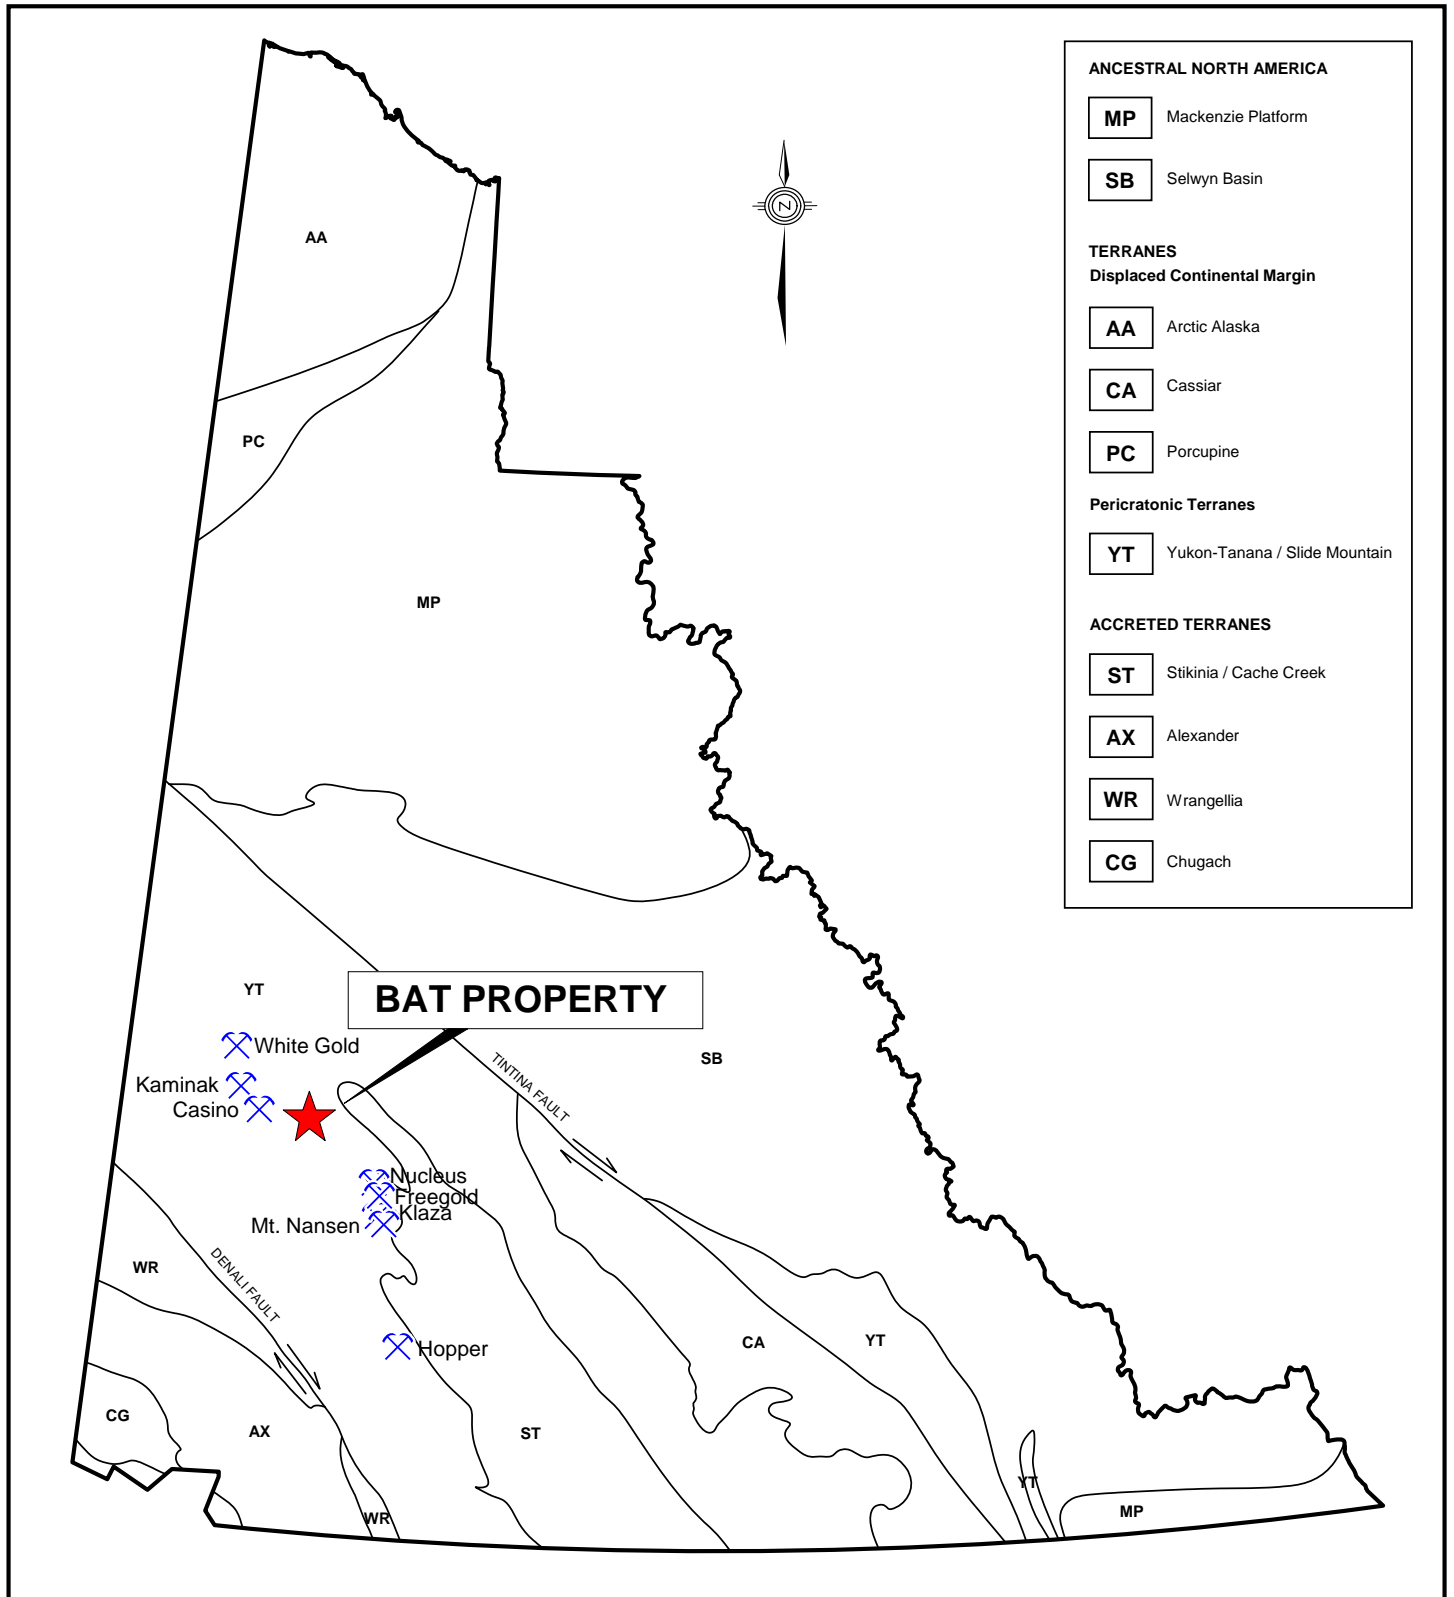 ANCESTRAL NORTH AMERICA
MP Mackenzie Platform
SB Selwyn Basin
TERRANES
Displaced Continental Margin
AA Arctic Alaska
CA Cassiar
PC Porcupine
Pericratonic Terranes
YT Yukon-Tanana / Slide Mountain
ACCRETED TERRANES
ST Stikinia / Cache Creek
AX Alexander
WR Wrangellia
CG Chugach
N
AA
PC
MP
YT
BAT PROPERTY
White Gold
SB
TINTINA FAULT
Kaminak
Casino
Nucleus
Freegold
Klaza
Mt. Nansen
WR
DENALI FAULT
Hopper
CA
YT
CG
AX
ST
YT
WR
MP